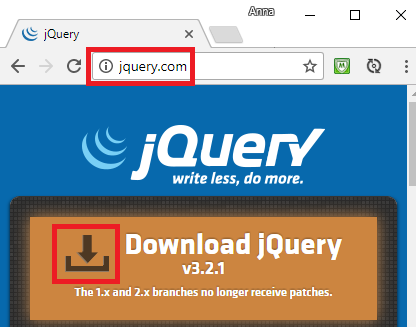 Anna
jQuery
jquery.com
jQuery
write less, do more.
Download jQuery
v3.2.1
The 1.x and 2.x branches no longer receive patches.